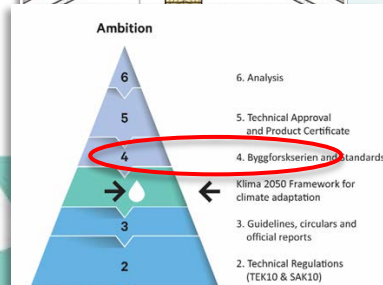 Ambition
6
6. Analysis
5
5. Technical Approval
and Product Certificate
4
4. Byggforskserien and Standards
Klima 2050 Framework for
climate adaptation
3
3. Guidelines, circulars and
official reports
2
2. Technical Regulations
(TEK10 & SAK10)